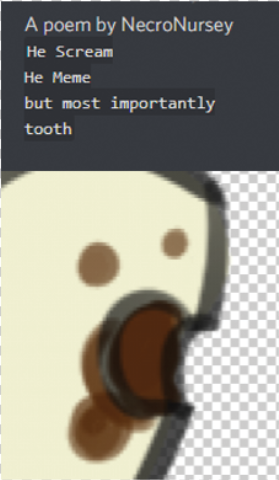 A poem by NecroNursey
He Scream
He Meme
but most importantly
tooth